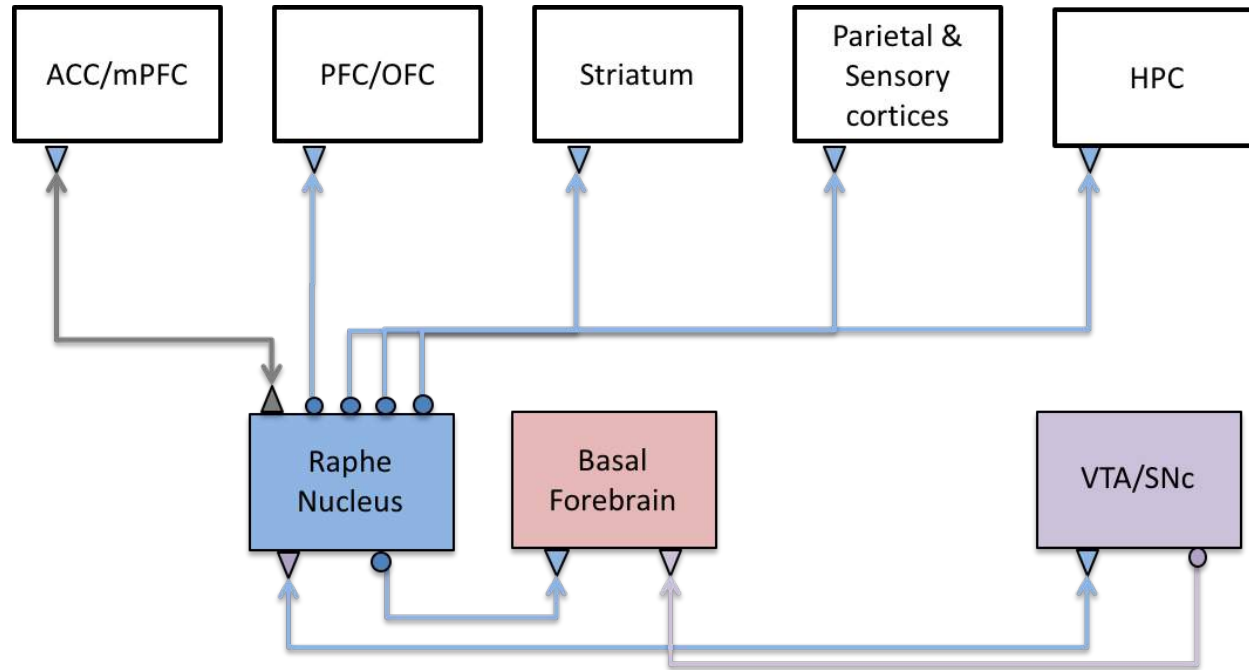 ACC/mPFC
PFC/OFC
Striatum
Parietal &
Sensory
cortices
HPC
Raphe
Nucleus
Basal
Forebrain
VTA/SNc